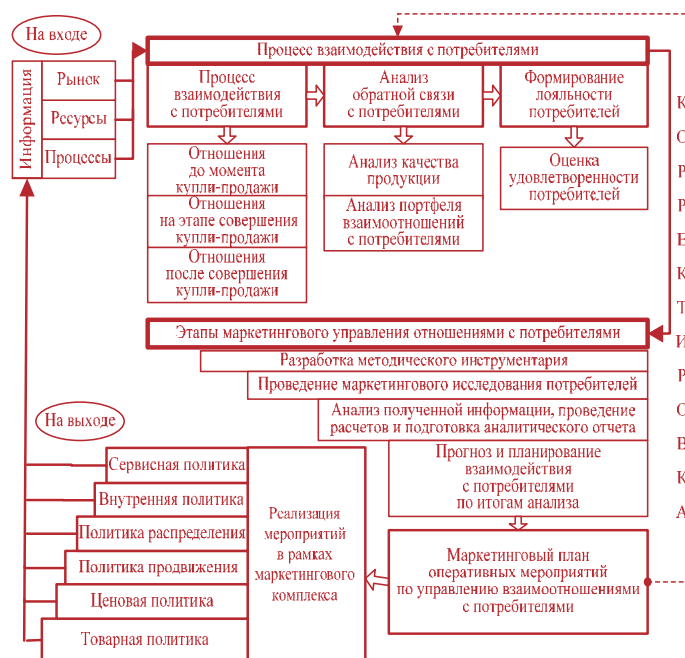 На входе
Процесс взаимодействия с потребителями
Информация
Рынок
Ресурсы
Процессы
Процесс
взаимодействия
с потребителями
Анализ
обратной связи
с потребителями
Формирование
лояльности
потребителей
Отношения
до момента
купли-продажи
Отношения
на этапе совершения
купли-продажи
Отношения
после совершения
купли-продажи
Анализ качества
продукции
Анализ портфеля
взаимоотношений
с потребителями
Оценка
удовлетворенности
потребителей
К
О
Р
Р
Е
К
Т
И
Р
О
В
К
А
Этапы маркетингового управления отношениями с потребителями
Разработка методического инструментария
Проведение маркетингового исследования потребителей
Анализ полученной информации, проведение
расчетов и подготовка аналитического отчета
Прогноз и планирование
взаимодействия
с потребителями
по итогам анализа
Маркетинговый план
оперативных мероприятий
по управлению взаимоотношениями
с потребителями
На выходе
Сервисная политика
Внутренняя политика
Политика распределения
Политика продвижения
Ценовая политика
Товарная политика
Реализация
мероприятий
в рамках
маркетингового
комплекса